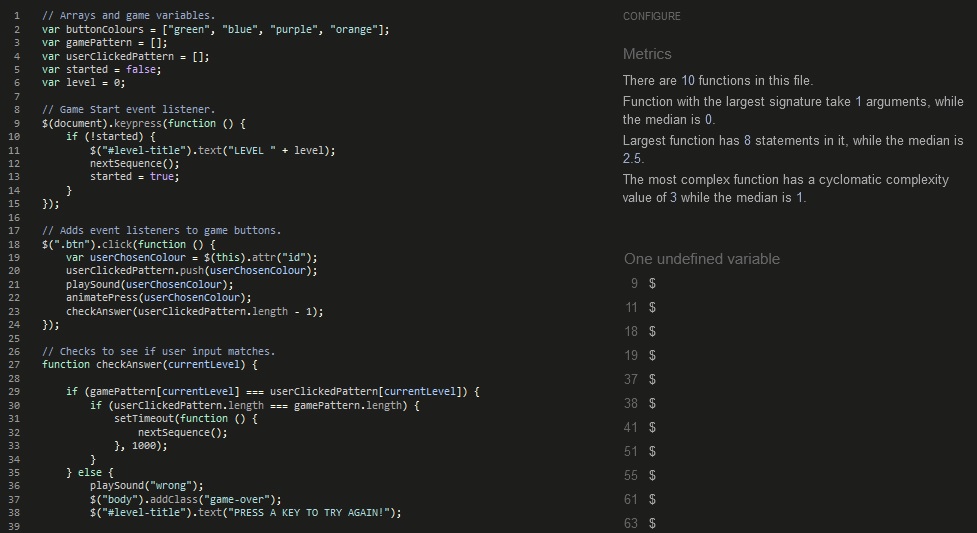 1 // Arrays and game variables.
2 var buttonColours = ["green", "blue", "purple", "orange"];
3 var gamePattern = [];
4 var userClickedPattern = [];
5 var started = false;
6 var level = 0;
7
8 // Game Start event listener.
9 $(document).keypress(function () {
10 if (!started) {
11 $("#level-title").text("LEVEL " + level);
12 nextSequence();
13 started = true;
14 }
15 });
16
17 // Adds event listeners to game buttons.
18 $(".btn").click(function () {
19 var userChosenColour = $(this).attr("id");
20 userClickedPattern.push(userChosenColour);
21 playSound(userChosenColour);
22 animatePress(userChosenColour);
23 checkAnswer(userClickedPattern.length - 1);
24 });
25
26 // Checks to see if user input matches.
27 function checkAnswer(currentLevel) {
28
29 if (gamePattern[currentLevel] === userClickedPattern[currentLevel]) {
30 if (userClickedPattern.length === gamePattern.length) {
31 setTimeout(function () {
32 nextSequence();
33 }, 1000);
34 }
35 } else {
36 playSound("wrong");
37 $("body").addClass("game-over");
38 $("#level-title").text("PRESS A KEY TO TRY AGAIN!");
39
CONFIGURE
Metrics
There are 10 functions in this file.
Function with the largest signature take 1 arguments, while
the median is 0.
Largest function has 8 statements in it, while the median is
2.5.
The most complex function has a cyclomatic complexity
value of 3 while the median is 1.
One undefined variable
9 $
11 $
18 $
19 $
37 $
38 $
41 $
51 $
55 $
61 $
63 $